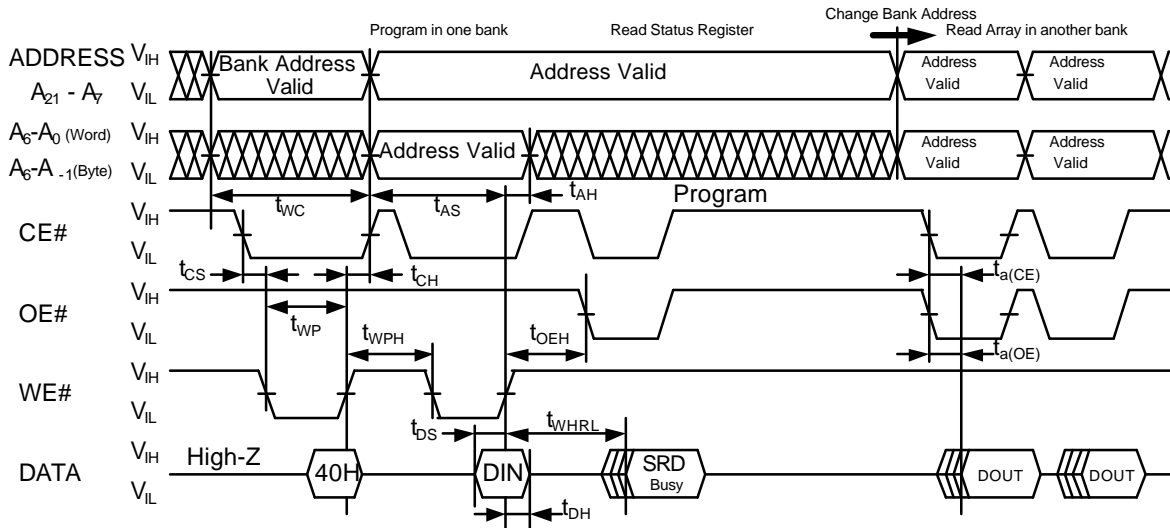 Change Bank Address
Program in one bank Read Status Register Read Array in another bank
ADDRESS VIH Bank Address Valid Address Valid Address Valid Address Valid
A21 - A7 VIL
A6-A0 (Word) VIH Address Valid Address Valid Address Valid
A6-A -1(Byte) VIL
tWC tAS tAH Program
CE# VIH
VIL
tCS tCH ta(CE)
OE# VIH
VIL
tWP tWPH tOEH ta(OE)
WE# VIH
VIL
tDS tWHRL
DATA VIH High-Z 40H DIN SRD Busy DOUT DOUT
VIL
tDH